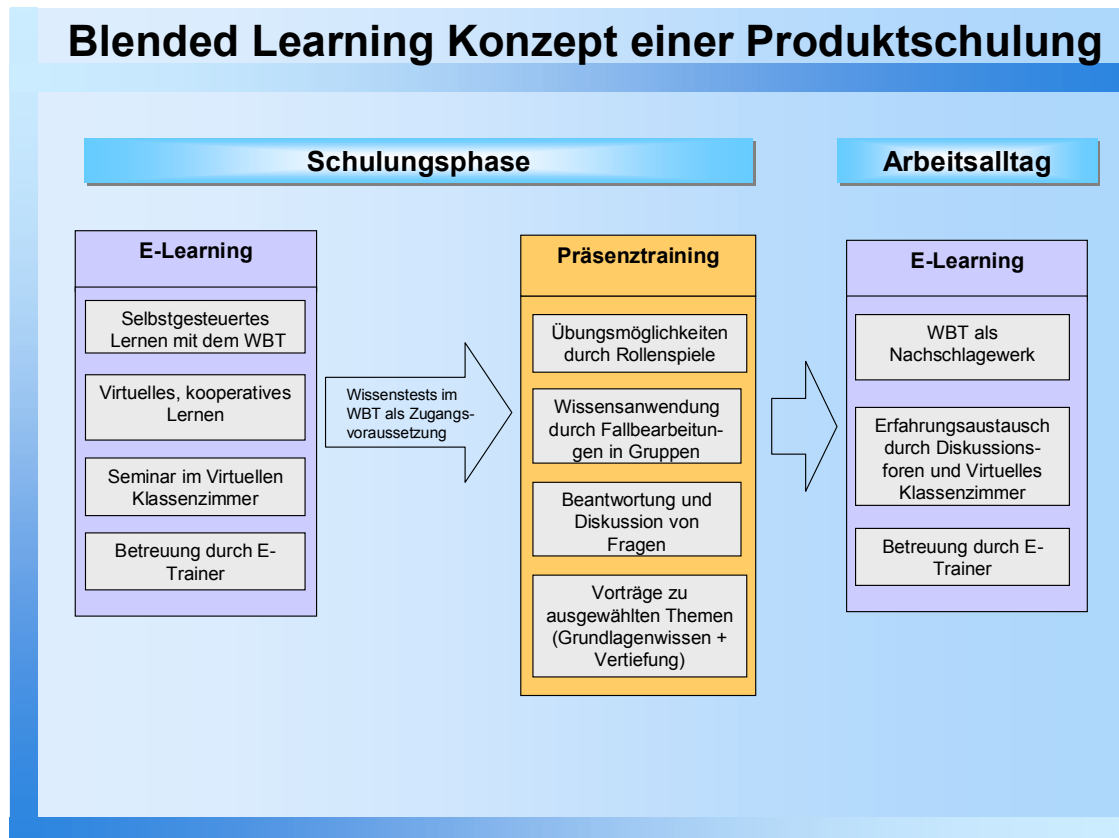 Blended Learning Konzept einer Produktschulung
Schulungsphase
Arbeitsalltag
E-Learning
Selbstgesteuertes
Lernen mit dem WBT
Virtuelles, kooperatives
Lernen
Seminar im Virtuellen
Klassenzimmer
Betreuung durch E-
Trainer
Wissenstests im
WBT als Zugangs-
voraussetzung
Präsenztraining
Übungsmöglichkeiten
durch Rollenspiele
Wissensanwendung
durch Fallbearbeitun-
gen in Gruppen
Beantwortung und
Diskussion von
Fragen
Vorträge zu
ausgewählten Themen
(Grundlagenwissen +
Vertiefung)
E-Learning
WBT als
Nachschlagewerk
Erfahrungsaustausch
durch Diskussions-
foren und Virtuelles
Klassenzimmer
Betreuung durch E-
Trainer